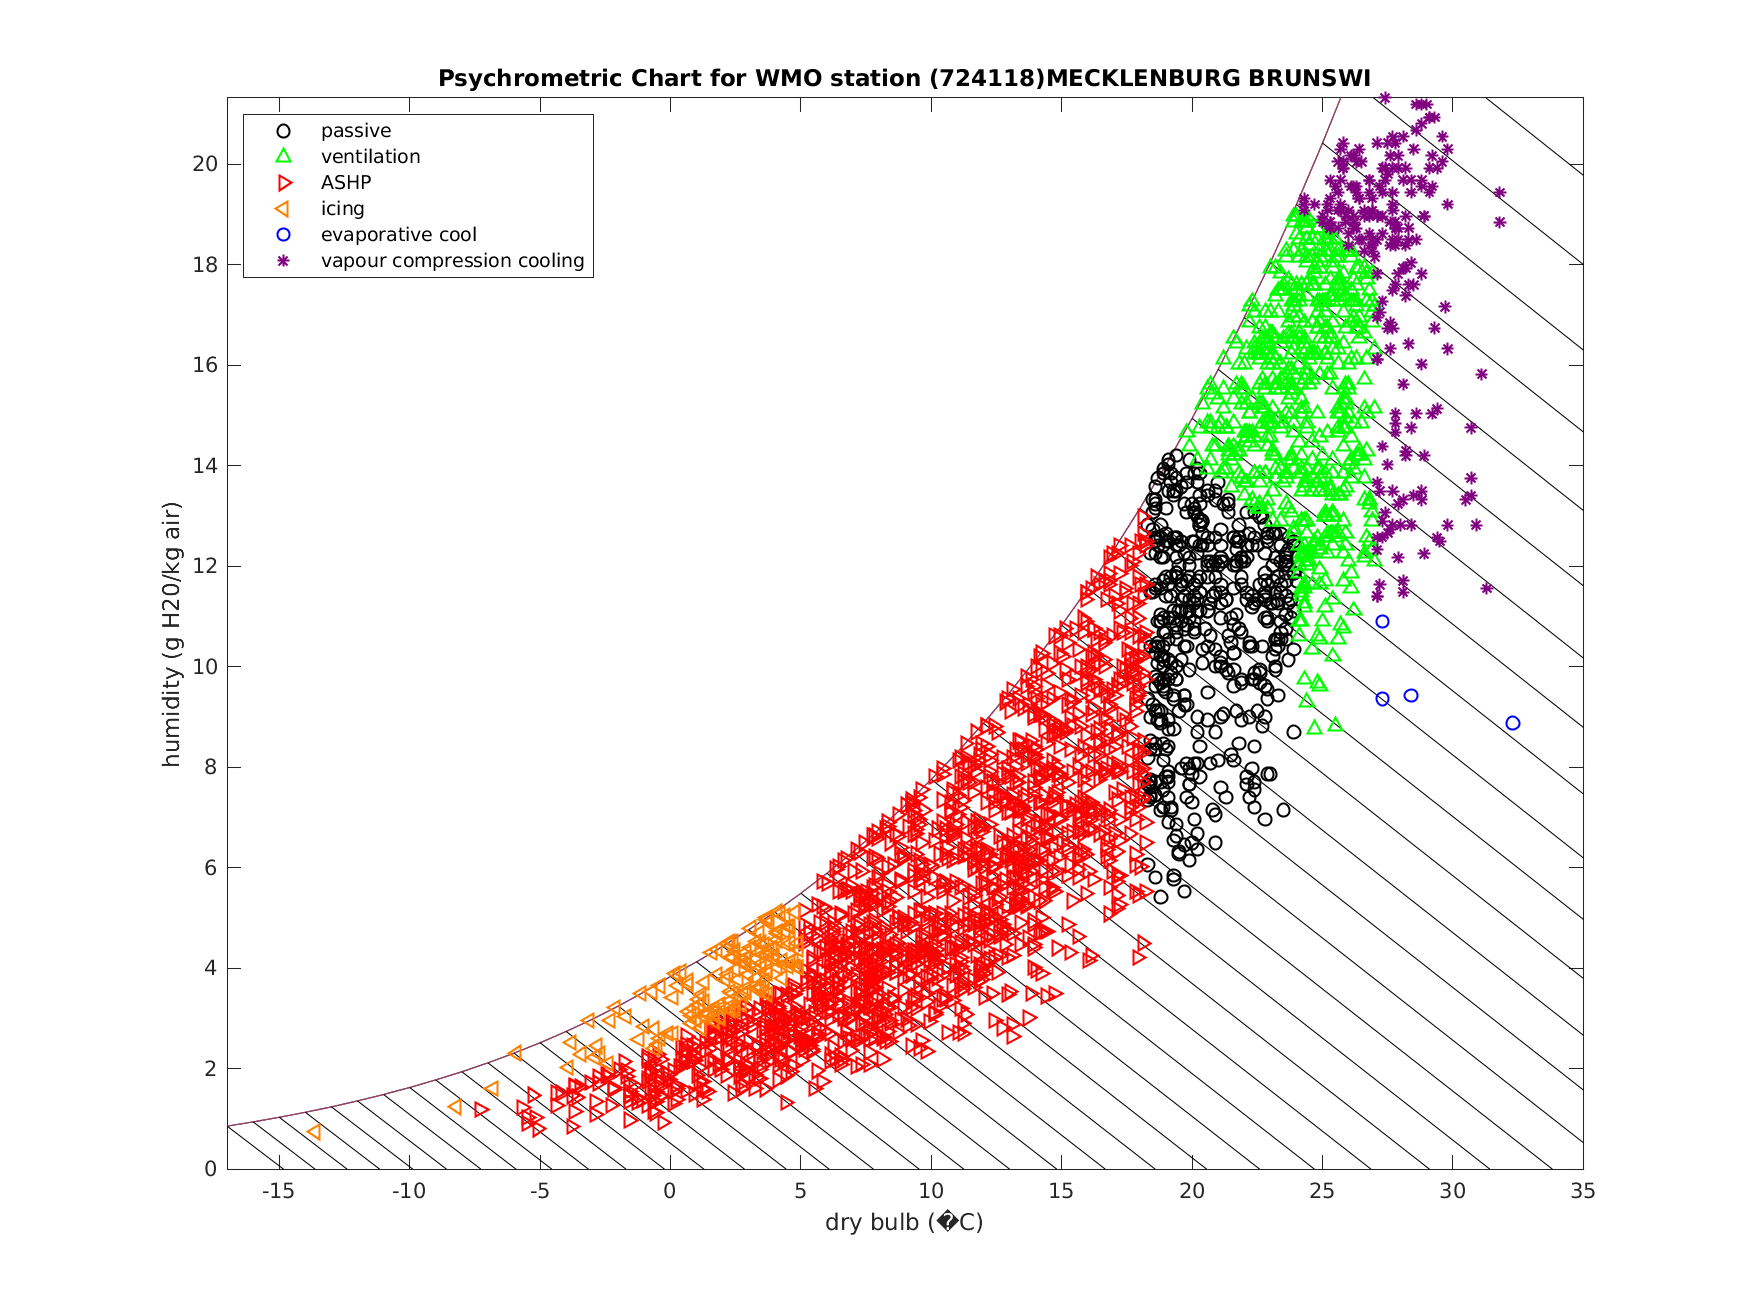 Psychrometric Chart for WMO station (724118)MECKLENBURG BRUNSWI
passive
ventilation
ASHP
icing
evaporative cool
vapour compression cooling
humidity (g H20/kg air)
20
18
16
14
12
10
8
6
4
2
0
-15 -10 -5 0 5 10 15 20 25 30 35
dry bulb (�C)